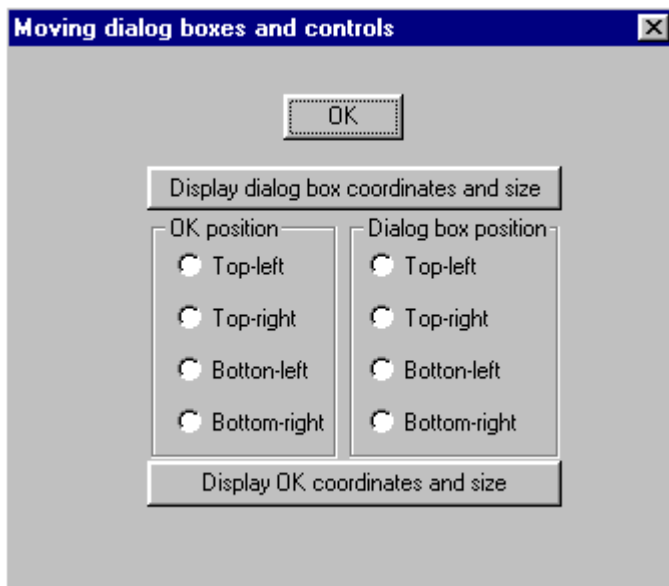 Moving dialog boxes and controls
OK
Display dialog box coordinates and size
OK position
Top-left
Top-right
Botton-left
Bottom-right
Dialog box position
Top-left
Top-right
Bottom-left
Bottom-right
Display OK coordinates and size